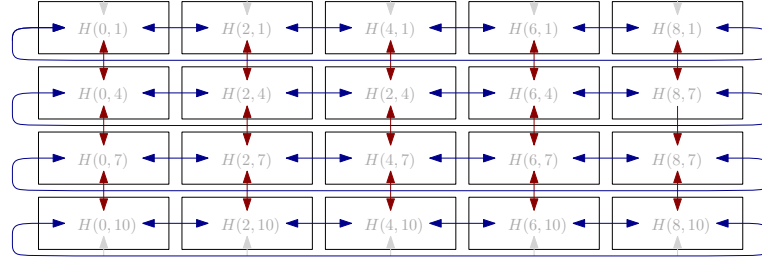 H(0, 1) H(2, 1) H(4, 1) H(6, 1) H(8, 1)
H(0, 4) H(2, 4) H(2, 4) H(6, 4) H(8, 7)
H(0, 7) H(2, 7) H(4, 7) H(6, 7) H(8, 7)
H(0, 10) H(2, 10) H(4, 10) H(6, 10) H(8, 10)